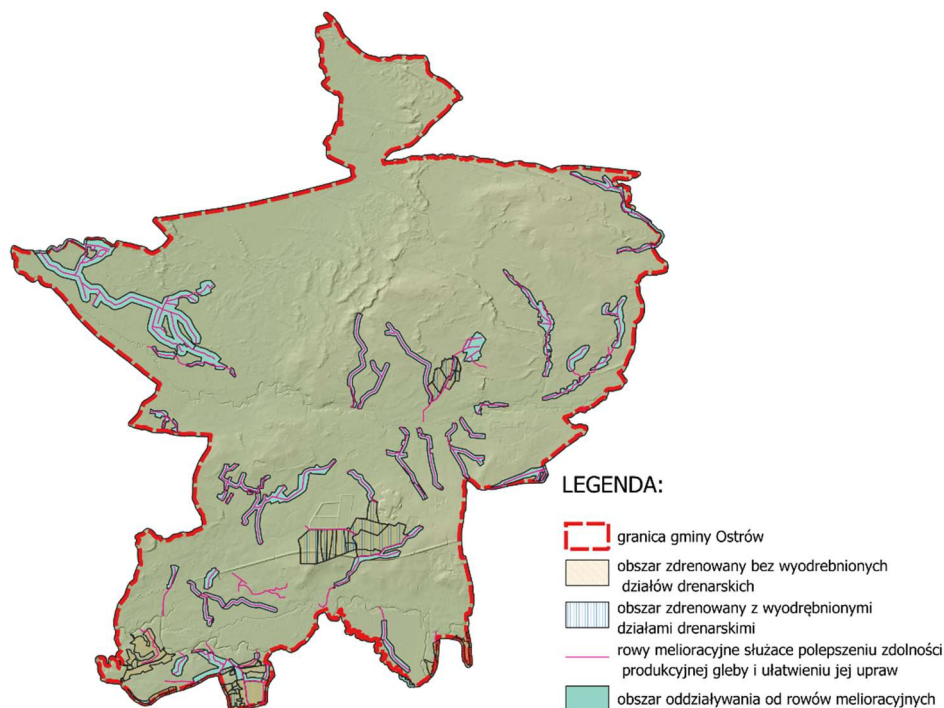 LEGENDA:
granica gminy Ostrów
obszar zdrenowany bez wyodrebnionych
działów drenarskich
obszar zdrenowany z wyodrębnionymi
działami drenarskimi
rowy melioracyjne służace polepszeniu zdolności
produkcyjnej gleby i ułatwieniu jej upraw
obszar oddziaływania od rowów melioracyjnych